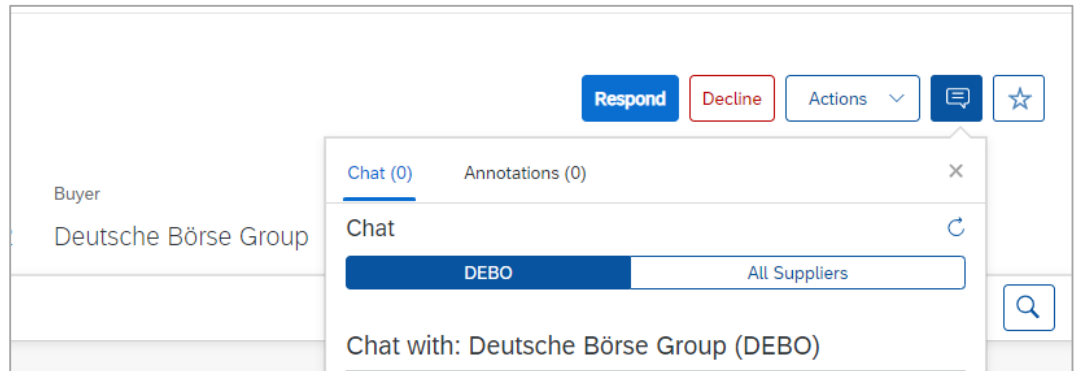 Respond Decline Actions
Chat (0) Annotations (0)
Buyer
Deutsche Börse Group
Chat
DEBO All Suppliers
Chat with: Deutsche Börse Group (DEBO)